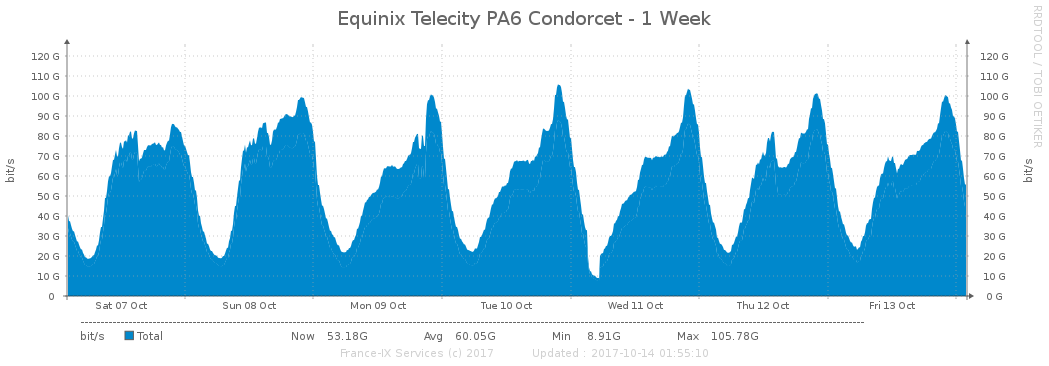 Equinix Telecity PA6 Condorcet - 1 Week
RRDTOOL / TOBI OETIKER
bit/s
120 G 120 G
110 G 110 G
100 G 100 G
90 G 90 G
80 G 80 G
70 G 70 G
60 G 60 G
50 G 50 G
40 G 40 G
30 G 30 G
20 G 20 G
10 G 10 G
0 0 G
bit/s
Sat 07 Oct Sun 08 Oct Mon 09 Oct Tue 10 Oct Wed 11 Oct Thu 12 Oct Fri 13 Oct
bit/s Total Now 53.18G Avg 60.05G Min 8.91G Max 105.78G
France-IX Services (c) 2017 Updated : 2017-10-14 01:55:10